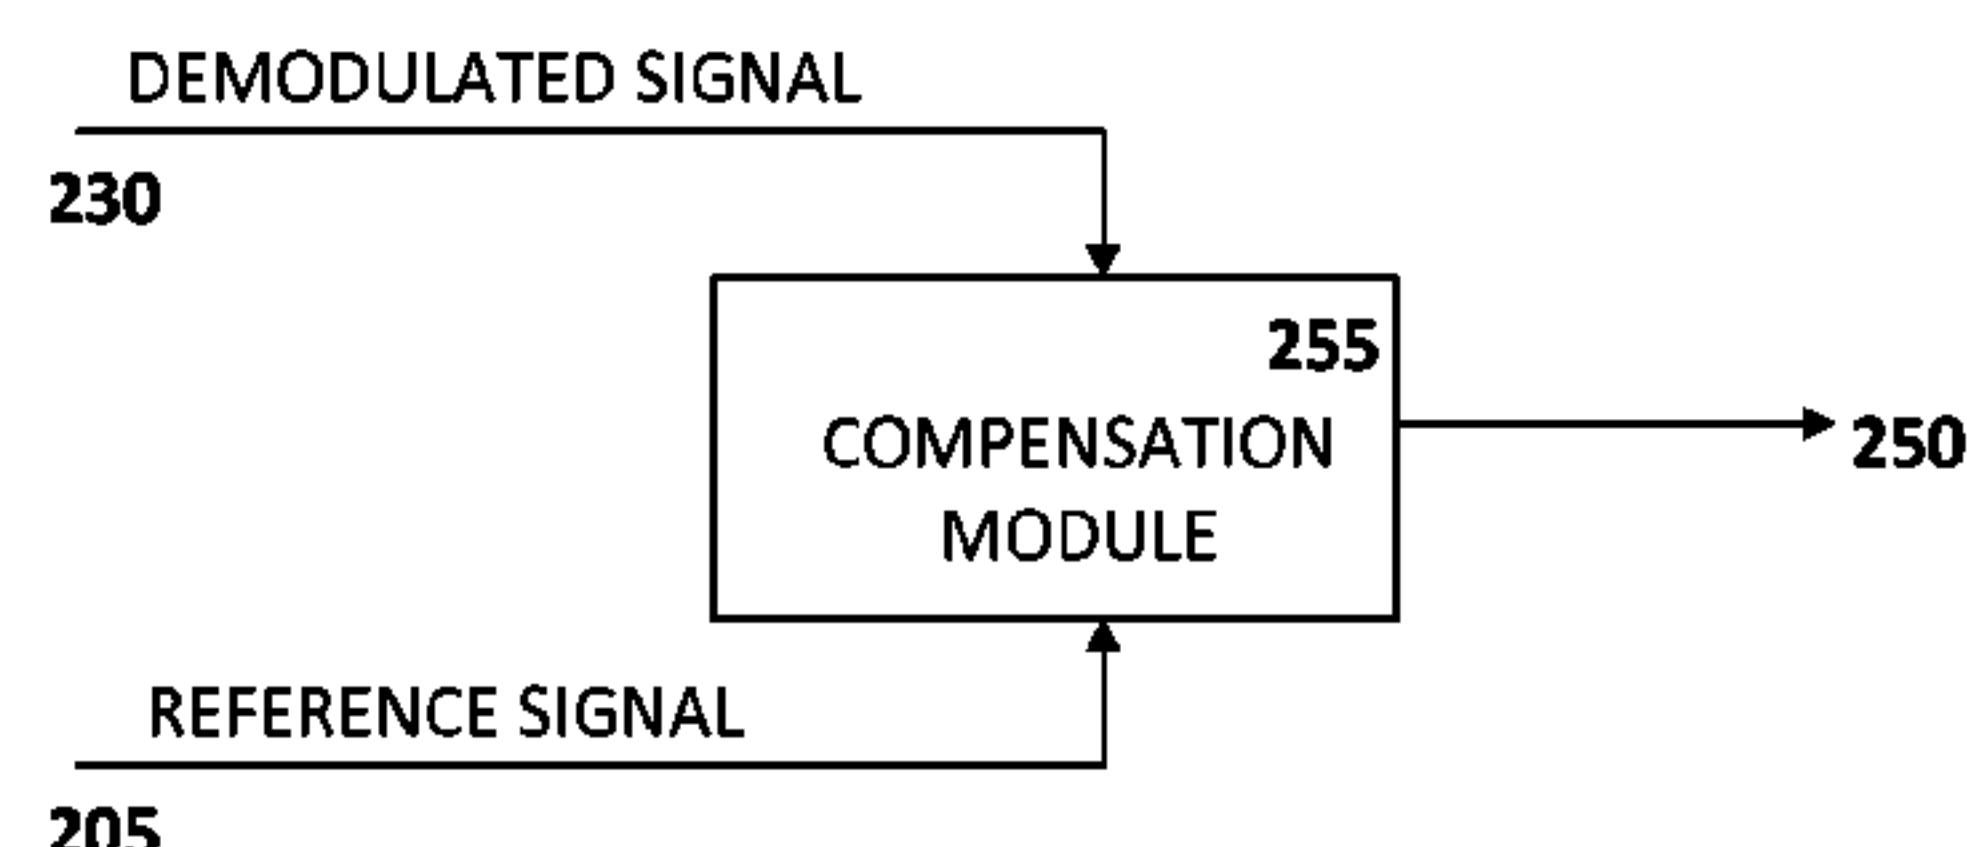 DEMODULATED SIGNAL
230
255
COMPENSATION
MODULE
250
REFERENCE SIGNAL
205